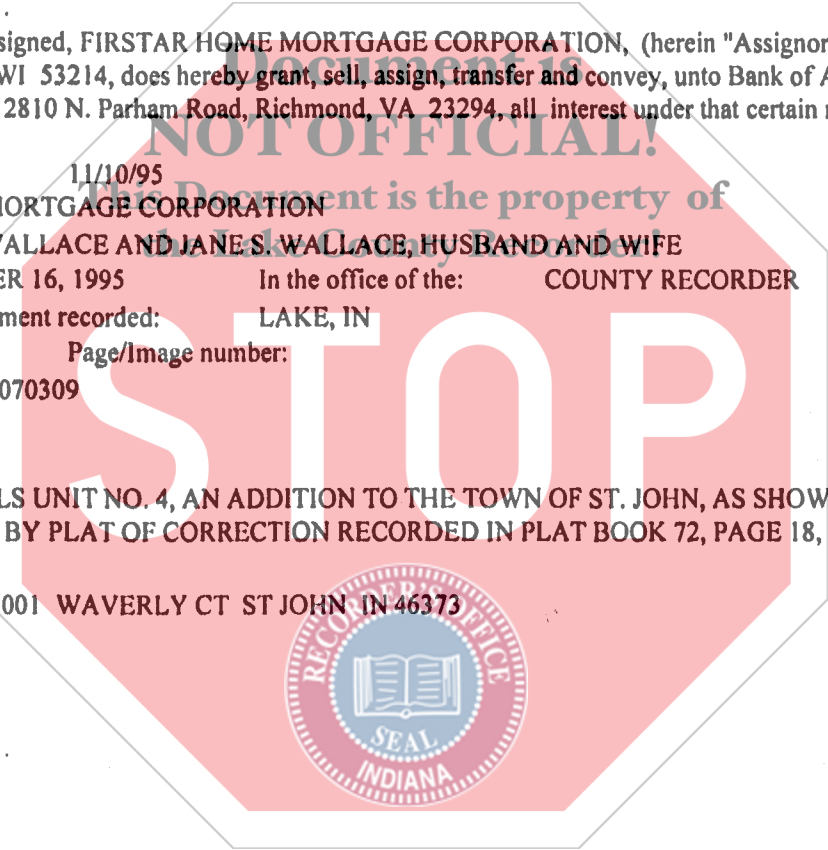 signed, FIRSTAR HOME MORTGAGE CORPORATION, (herein "Assignor
WI 53214, does hereby grant, sell, assign, transfer and convey, unto Bank of A
2810 N. Parham Road, Richmond, VA 23294, all interest under that certain
11/10/95
MORTGAGE CORPORATION
WALLACE AND JANE S. WALLACE, HUSBAND AND WIFE
ER 16, 1995 In the office of the: COUNTY RECORDER
ment recorded: LAKE, IN
Page/Image number:
070309
LS UNIT NO. 4, AN ADDITION TO THE TOWN OF ST. JOHN, AS SHOW
BY PLAT OF CORRECTION RECORDED IN PLAT BOOK 72, PAGE 18,
001 WAVERLY CT ST JOHN IN 46373
Document is
NOT OFFICIAL!
This Document is the property of
the Lake County Recorder!
STOP
RECORDER'S OFFICE
SEAL
INDIANA